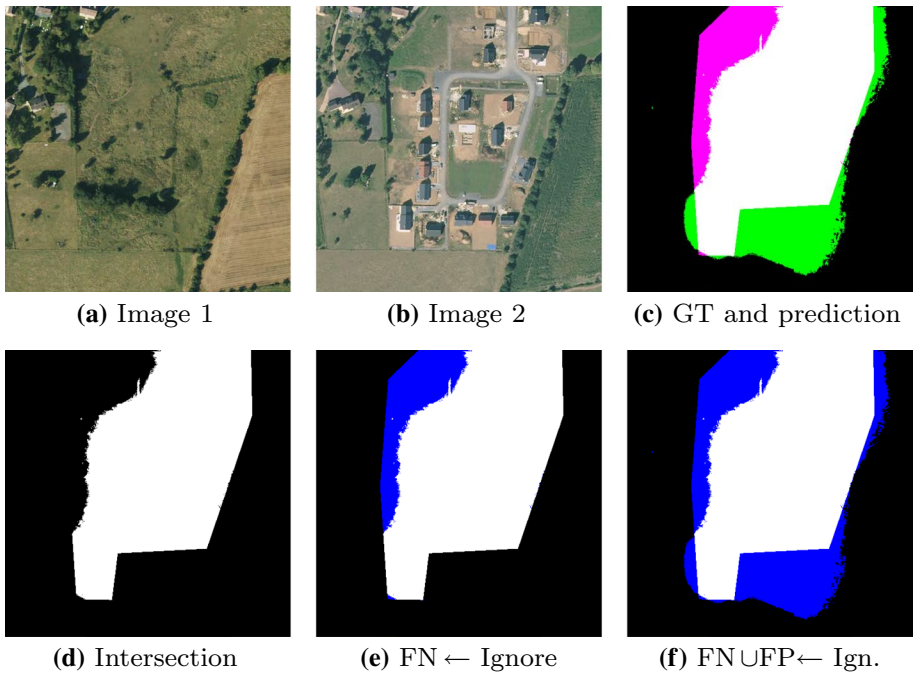 (a) Image 1
(b) Image 2
(c) GT and prediction
(d) Intersection
(e) FN ← Ignore
(f) FN ∪FP← Ign.